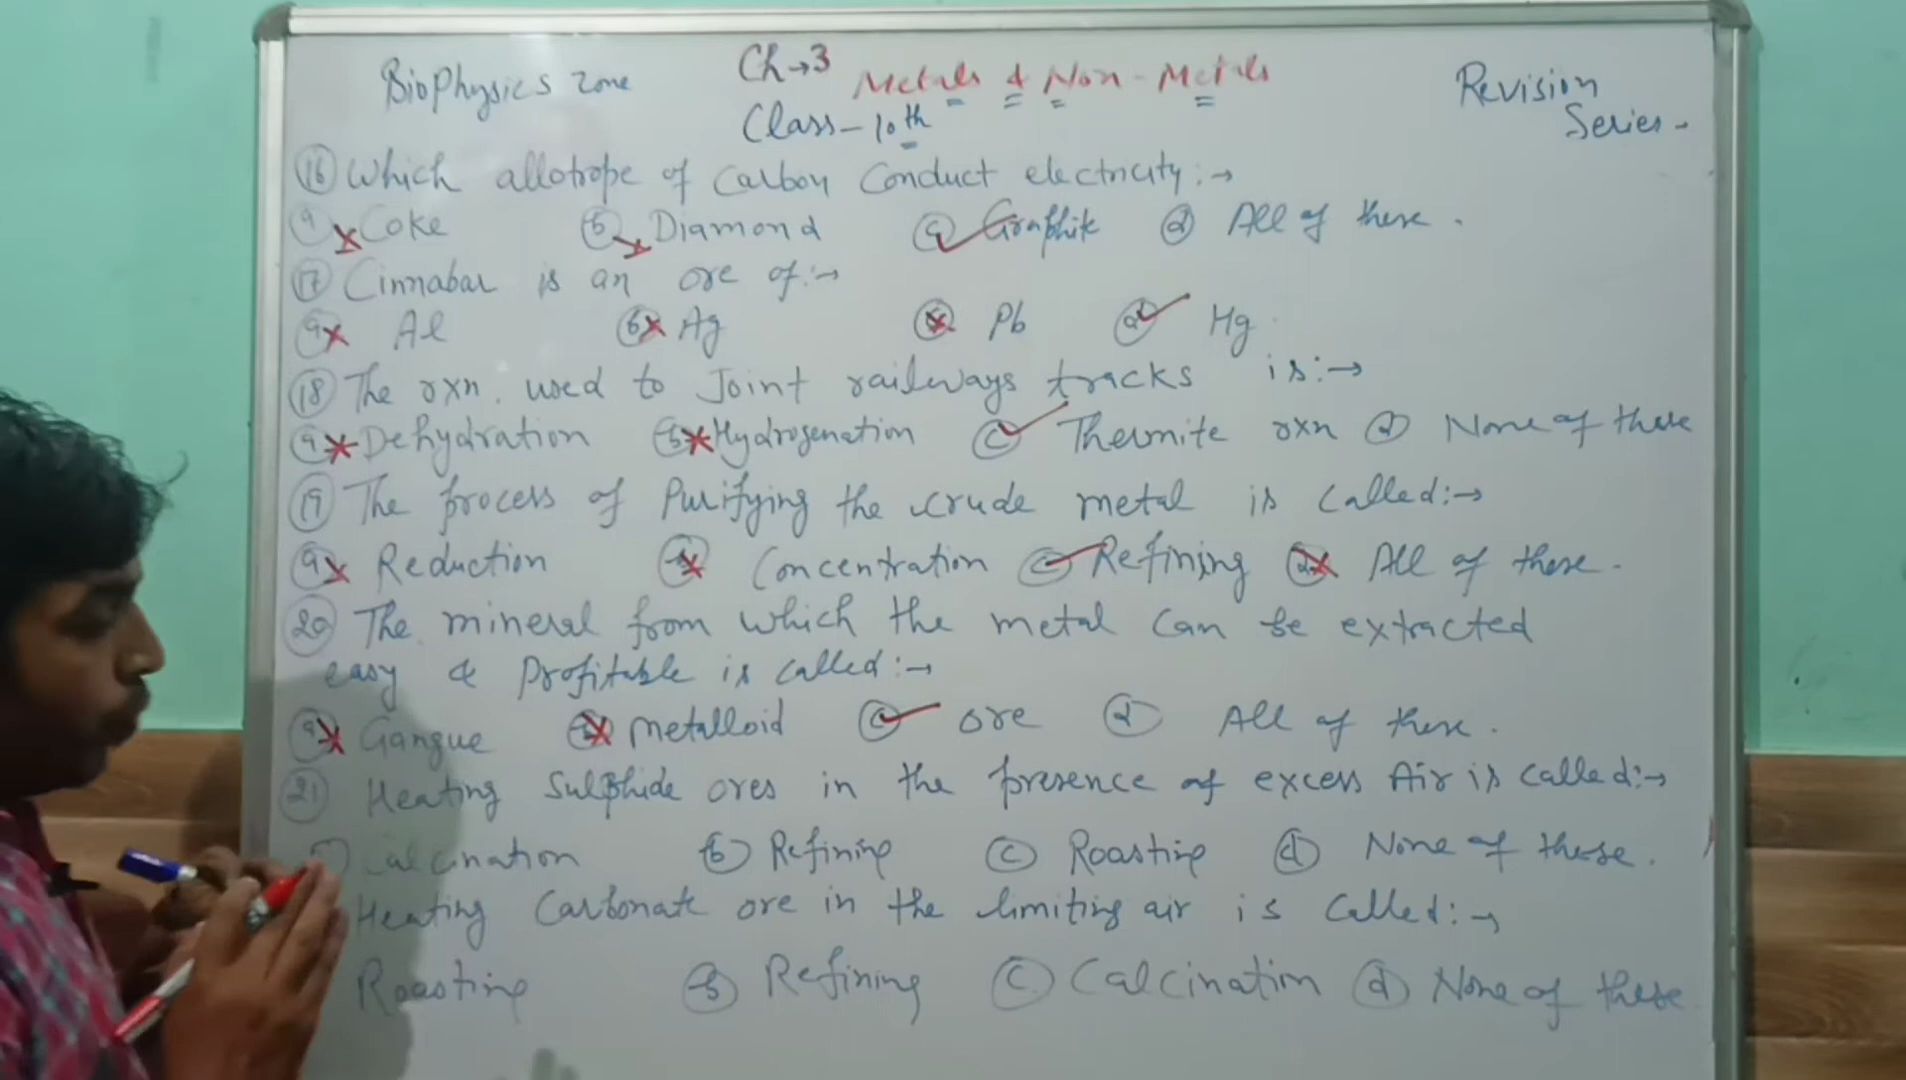 BioPhysics Zone Ch→3 Metals & Non-Metals Revision
Class-10th Series-
16 Which allotrope of Carbon Conduct electricity:→
a Coke b Diamond c Graphite d All of these.
17 Cinnabar is an ore of:→
a Al b Ag c Pb d Hg
18 The rxn. used to Joint railways tracks is:→
a Dehydration b Hydrogenation c Thermite rxn d None of these
19 The process of Purifying the crude metal is called:→
a Reduction b Concentration c Refining d All of these.
20 The mineral from which the metal can be extracted
easy & Profitable is called:→
a Gangue b metalloid c ore d All of these.
21 Heating Sulphide ores in the presence of excess Air is called:→
Calcination b Refining c Roasting d None of these.
Heating Carbonate ore in the limiting air is Called:→
Roasting b Refining c Calcination d None of these